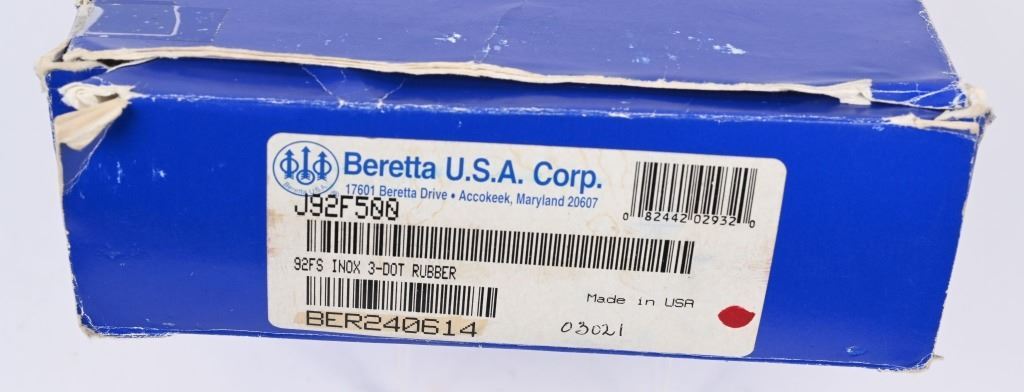 Beretta U.S.A. Corp.
17601 Beretta Drive • Accokeek, Maryland 20607
Beretta U.S.A.
®
J92F500
0 82442 02932 0
92FS INOX 3-DOT RUBBER
Made in USA
BER240614
03021